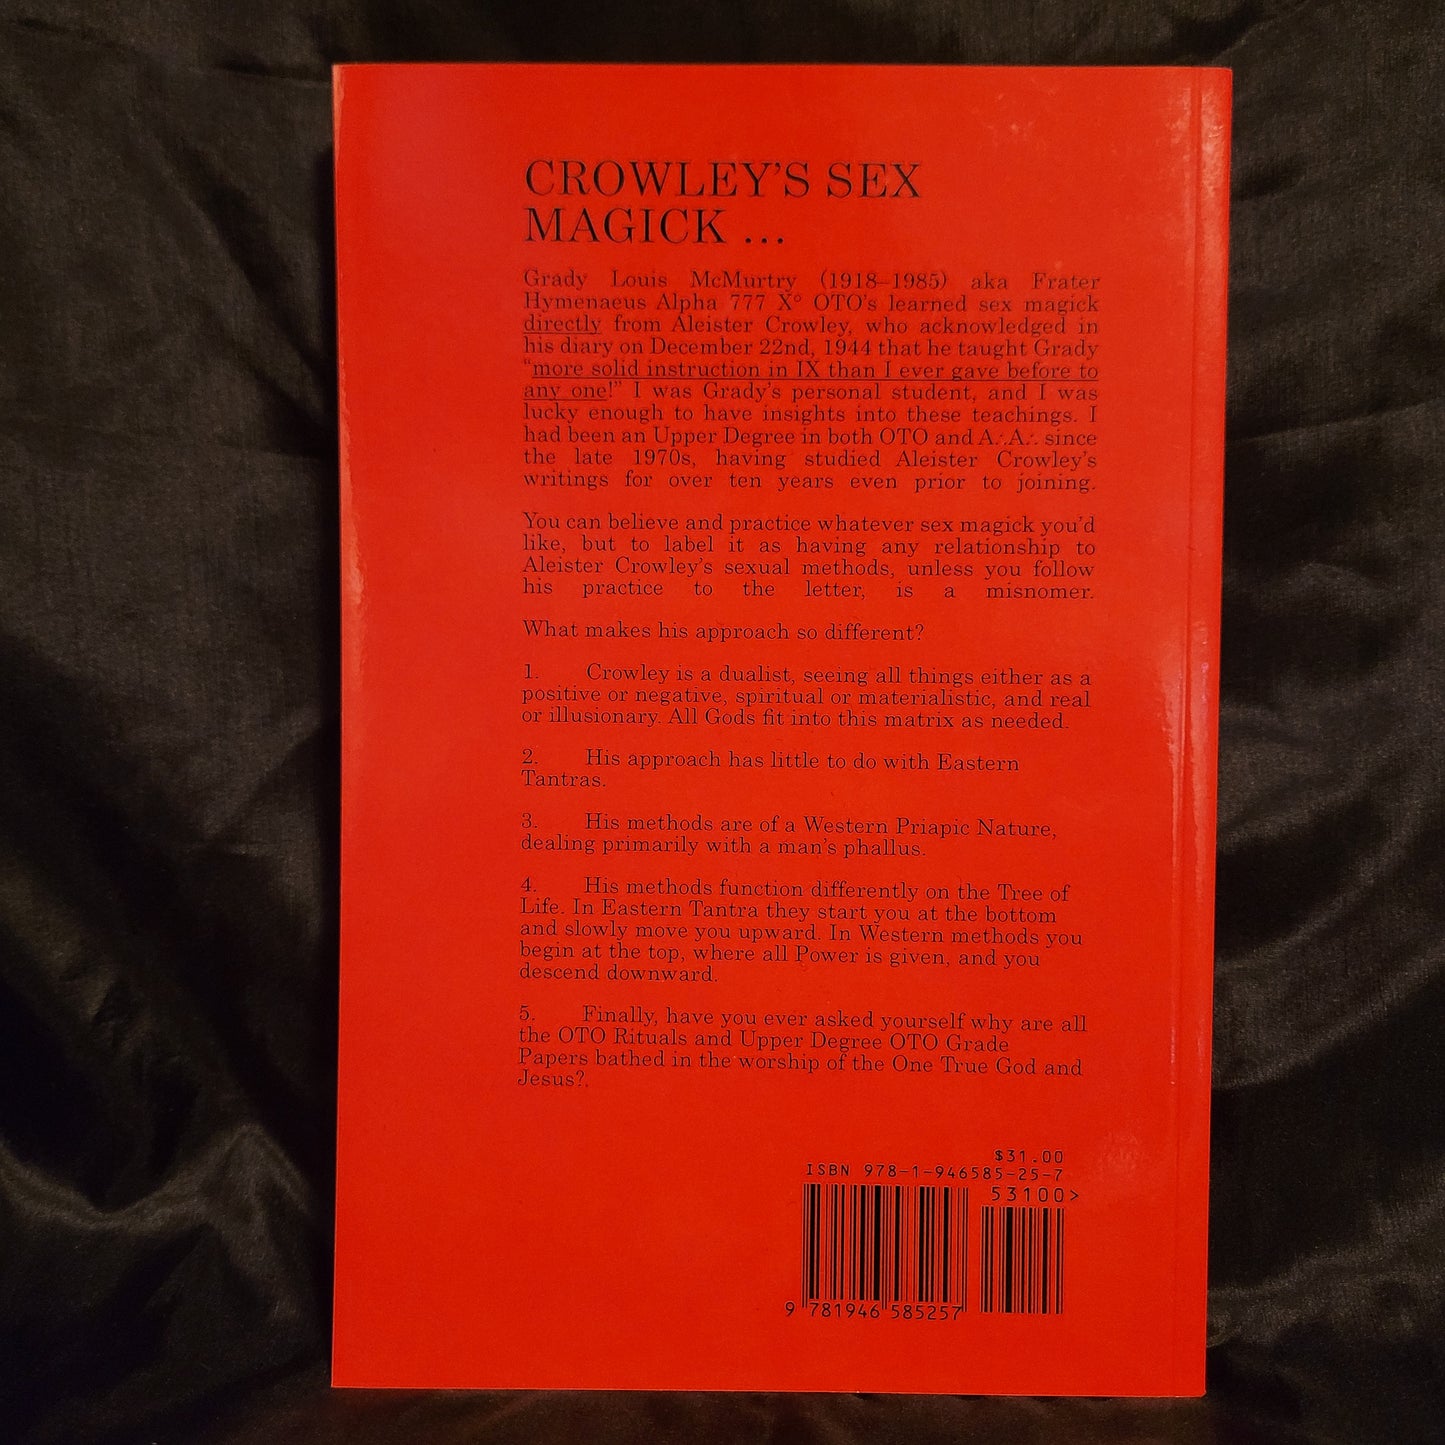 CROWLEY'S SEX
MAGICK ...
Grady Louis McMurtry (1918–1985) aka Frater
Hymenaeus Alpha 777 X° OTO's learned sex magick
directly from Aleister Crowley, who acknowledged in
his diary on December 22nd, 1944 that he taught Grady
"more solid instruction in IX than I ever gave before to
any one!" I was Grady's personal student, and I was
lucky enough to have insights into these teachings. I
had been an Upper Degree in both OTO and A∴A∴ since
the late 1970s, having studied Aleister Crowley's
writings for over ten years even prior to joining.
You can believe and practice whatever sex magick you'd
like, but to label it as having any relationship to
Aleister Crowley's sexual methods, unless you follow
his practice to the letter, is a misnomer.
What makes his approach so different?
1. Crowley is a dualist, seeing all things either as a
positive or negative, spiritual or materialistic, and real
or illusionary. All Gods fit into this matrix as needed.
2. His approach has little to do with Eastern
Tantras.
3. His methods are of a Western Priapic Nature,
dealing primarily with a man's phallus.
4. His methods function differently on the Tree of
Life. In Eastern Tantra they start you at the bottom
and slowly move you upward. In Western methods you
begin at the top, where all Power is given, and you
descend downward.
5. Finally, have you ever asked yourself why are all
the OTO Rituals and Upper Degree OTO Grade
Papers bathed in the worship of the One True God and
Jesus?.
$31.00
ISBN 978-1-946585-25-7
53100>
9 781946 585257